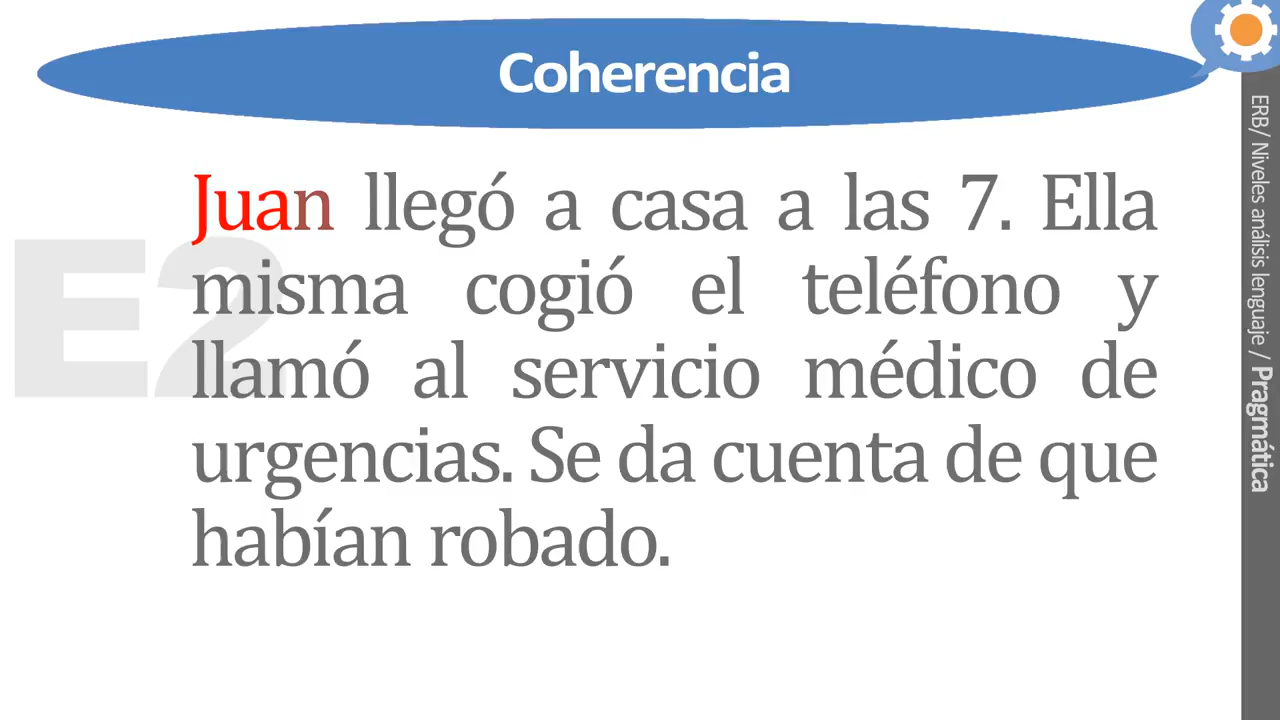 Coherencia
Juan llegó a casa a las 7. Ella
misma cogió el teléfono y
llamó al servicio médico de
urgencias. Se da cuenta de que
habían robado.
E2
ERB/ Niveles análisis lenguaje / Pragmática